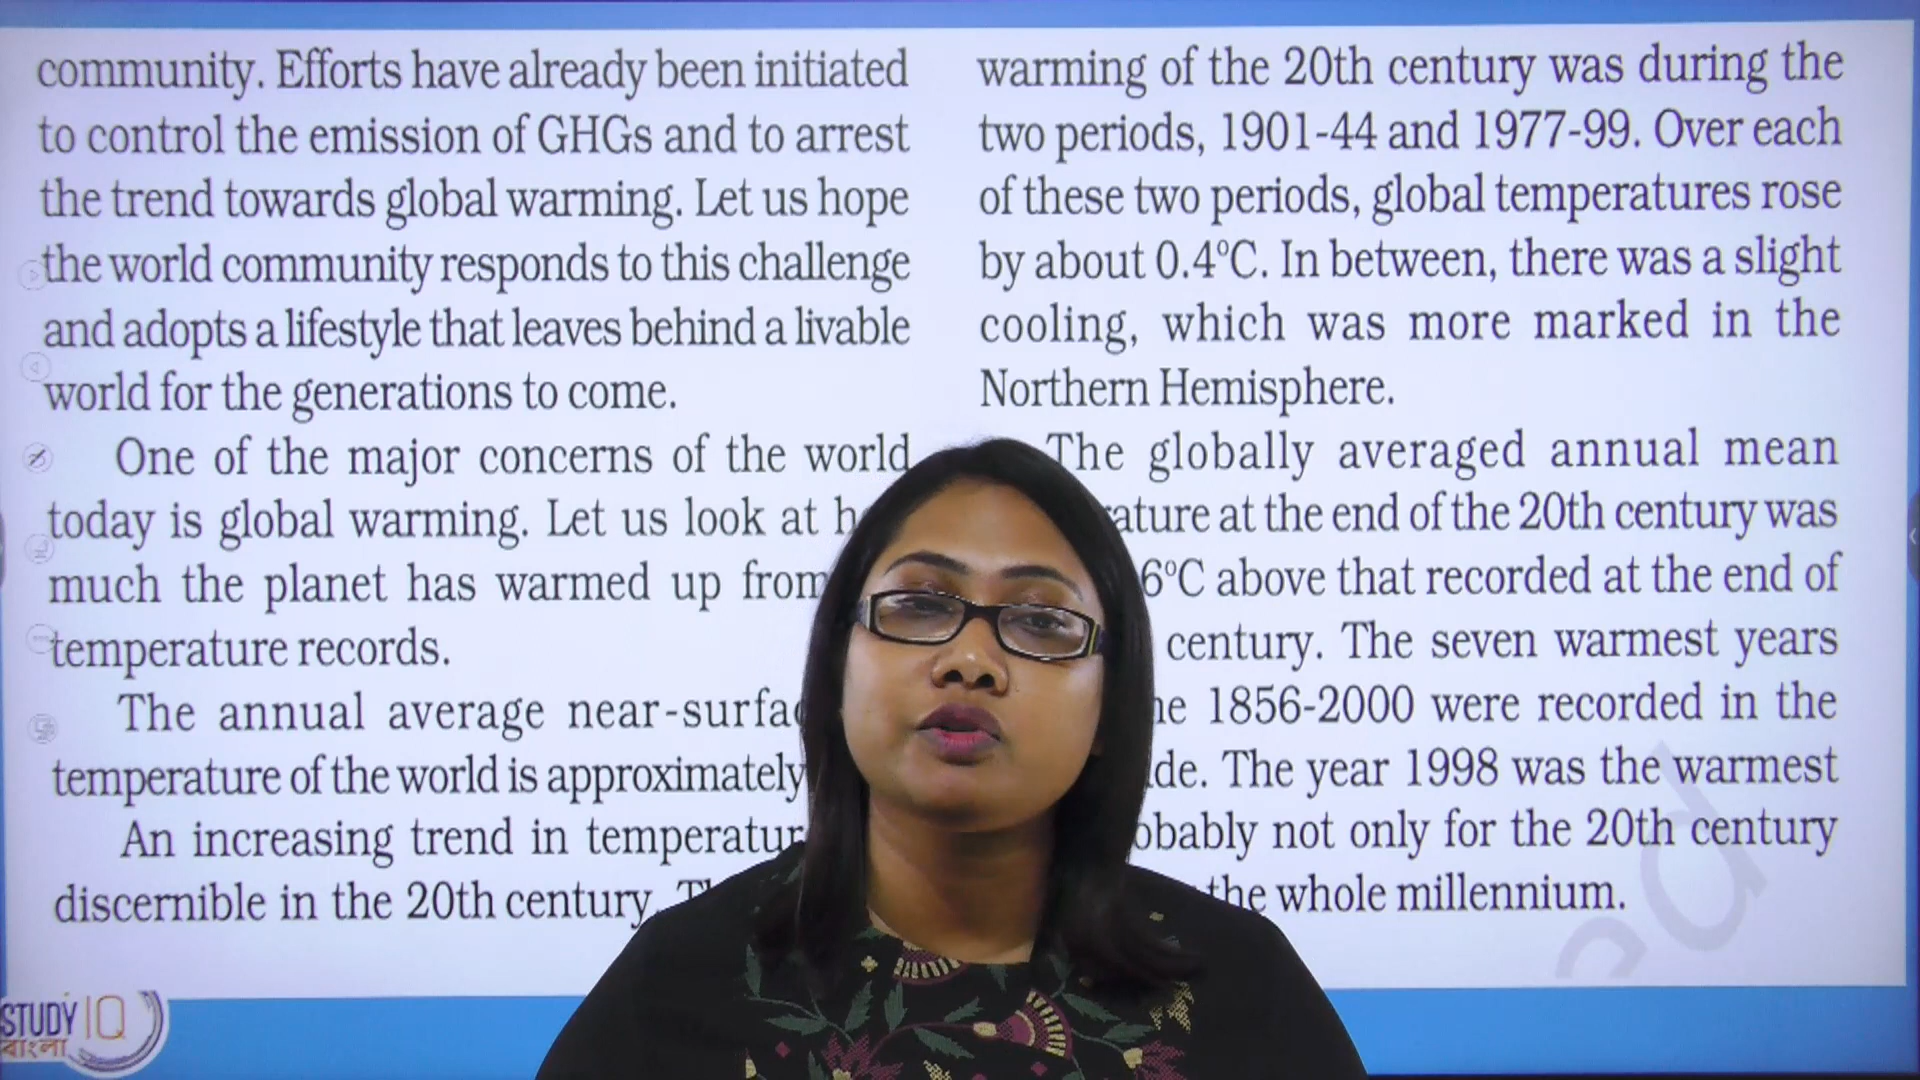 community. Efforts have already been initiated
to control the emission of GHGs and to arrest
the trend towards global warming. Let us hope
the world community responds to this challenge
and adopts a lifestyle that leaves behind a livable
world for the generations to come.
One of the major concerns of the world
today is global warming. Let us look at
much the planet has warmed up from
temperature records.
The annual average
temperature of the world is approximately
An increasing trend in
discernible in the 20th century.
warming of the 20th century was during the
two periods, 1901-44 and 1977-99. Over each
of these two periods, global temperatures rose
by about 0.4°C. In between, there was a slight
cooling, which was more marked in the
Northern Hemisphere.
The globally averaged annual mean
at the end of the 20th century was
above that recorded at the end of
century. The seven warmest years
1856-2000 were recorded in the
The year 1998 was the warmest
not only for the 20th century
the whole millennium.
STUDY IQ
বাংলা